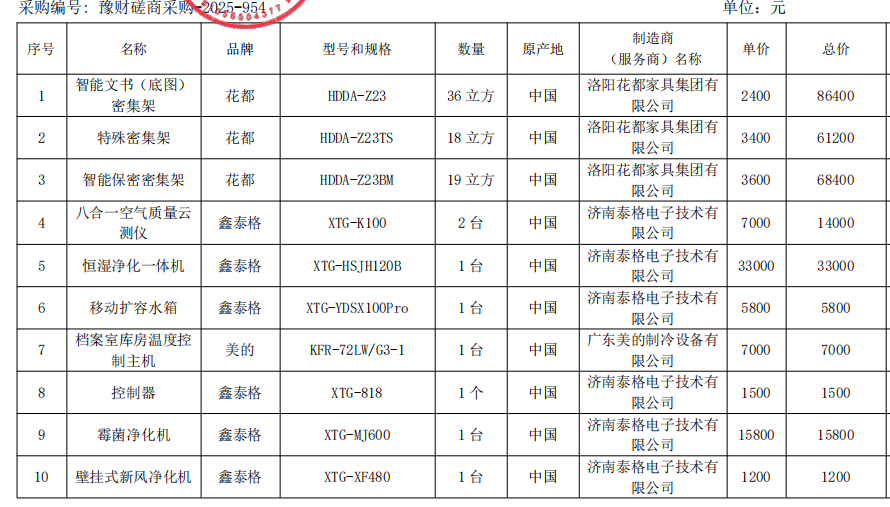 采购编号: 豫财磋商采购-2025-954 单位: 元
序号 名称 品牌 型号和规格 数量 原产地 制造商（服务商）名称 单价 总价
1 智能文书（底图）密集架 花都 HDDA-Z23 36 立方 中国 洛阳花都家具集团有限公司 2400 86400
2 特殊密集架 花都 HDDA-Z23TS 18 立方 中国 洛阳花都家具集团有限公司 3400 61200
3 智能保密密集架 花都 HDDA-Z23BM 19 立方 中国 洛阳花都家具集团有限公司 3600 68400
4 八合一空气质量云测仪 鑫泰格 XTG-K100 2 台 中国 济南泰格电子技术有限公司 7000 14000
5 恒湿净化一体机 鑫泰格 XTG-HSJH120B 1 台 中国 济南泰格电子技术有限公司 33000 33000
6 移动扩容水箱 鑫泰格 XTG-YDSX100Pro 1 台 中国 济南泰格电子技术有限公司 5800 5800
7 档案室库房温度控制主机 美的 KFR-72LW/G3-1 1 台 中国 广东美的制冷设备有限公司 7000 7000
8 控制器 鑫泰格 XTG-818 1 个 中国 济南泰格电子技术有限公司 1500 1500
9 霉菌净化机 鑫泰格 XTG-MJ600 1 台 中国 济南泰格电子技术有限公司 15800 15800
10 壁挂式新风净化机 鑫泰格 XTG-XF480 1 台 中国 济南泰格电子技术有限公司 1200 1200